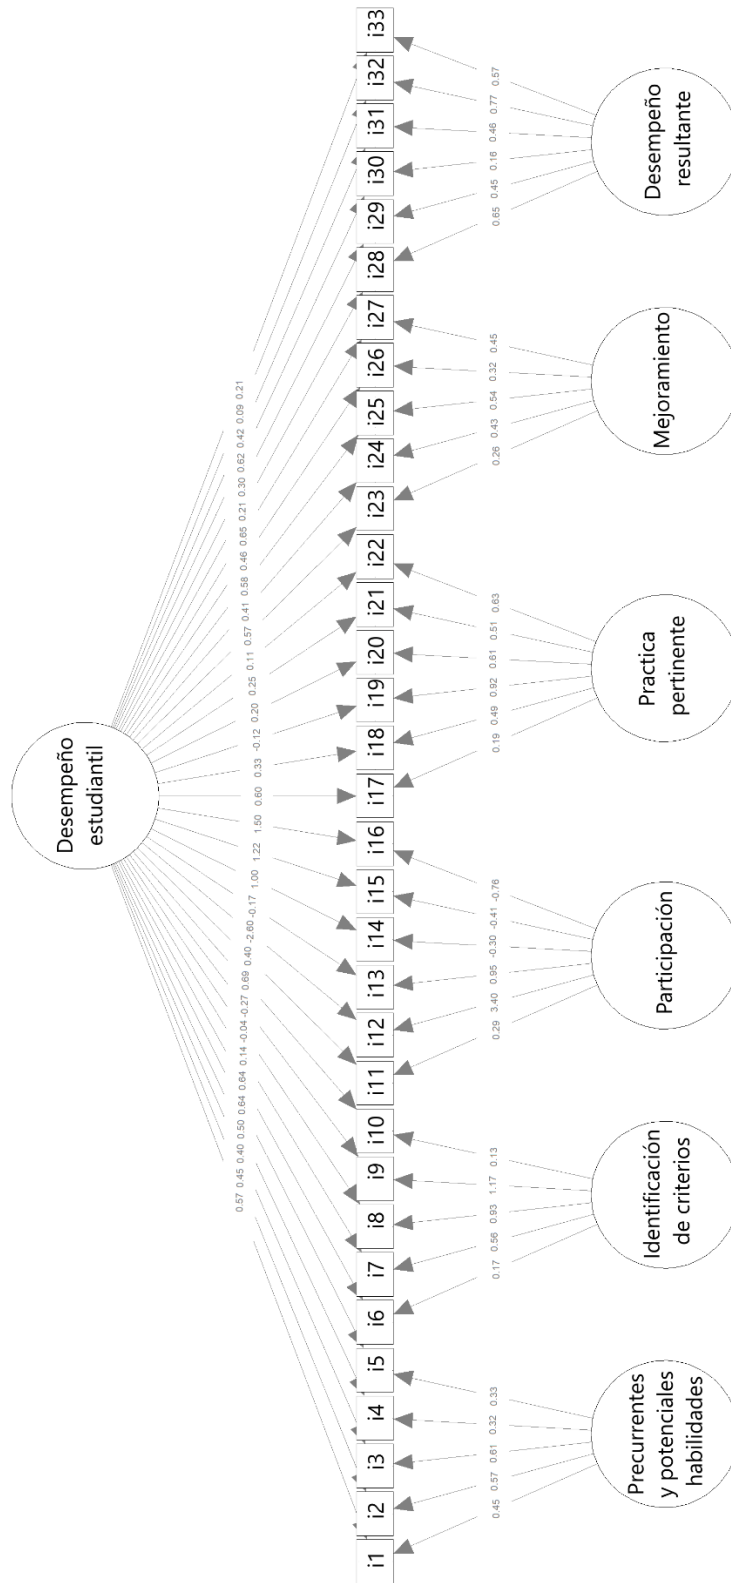 Desempeño
estudiantil
0.57 0.45 0.40 0.50 0.64 0.64 0.14 -0.04 -0.27 0.69 0.40 -2.60 -0.17 1.00 1.22 1.50 0.60 0.33 -0.12 0.20 0.25 0.11 0.57 0.41 0.58 0.46 0.65 0.21 0.30 0.62 0.42 0.09 0.21
i1 i2 i3 i4 i5 i6 i7 i8 i9 i10 i11 i12 i13 i14 i15 i16 i17 i18 i19 i20 i21 i22 i23 i24 i25 i26 i27 i28 i29 i30 i31 i32 i33
0.45 0.57 0.61 0.32 0.33
0.17 0.56 0.93 1.17 0.13
0.29 3.40 0.95 -0.30 -0.41 -0.76
0.19 0.49 0.92 0.61 0.51 0.63
0.26 0.43 0.54 0.32 0.45
0.65 0.45 0.16 0.46 0.77 0.57
Precurrentes
y potenciales
habilidades
Identificación
de criterios
Participación
Practica
pertinente
Mejoramiento
Desempeño
resultante